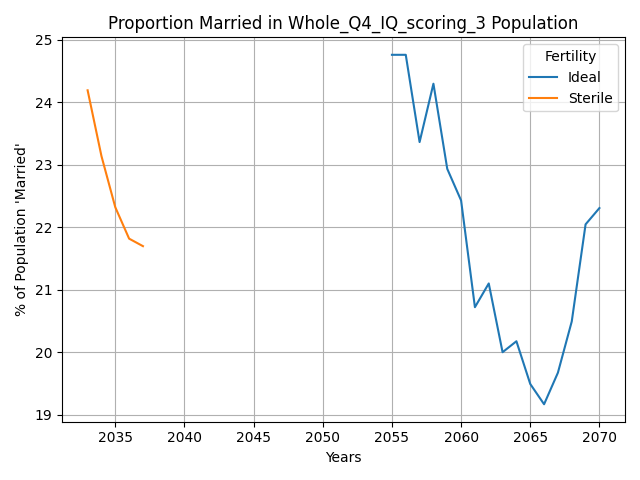 Proportion Married in Whole_Q4_IQ_scoring_3 Population
% of Population 'Married'
25
24
23
22
21
20
19
Fertility
Ideal
Sterile
2035 2040 2045 2050 2055 2060 2065 2070
Years